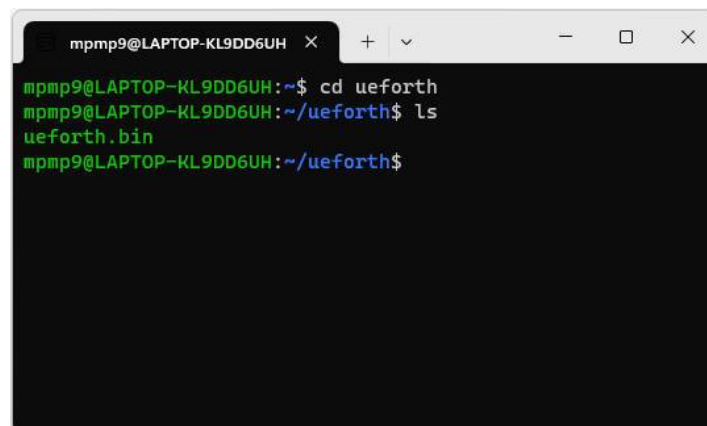 mpmp9@LAPTOP-KL9DD6UH
mpmp9@LAPTOP-KL9DD6UH:~$ cd ueforth
mpmp9@LAPTOP-KL9DD6UH:~/ueforth$ ls
ueforth.bin
mpmp9@LAPTOP-KL9DD6UH:~/ueforth$